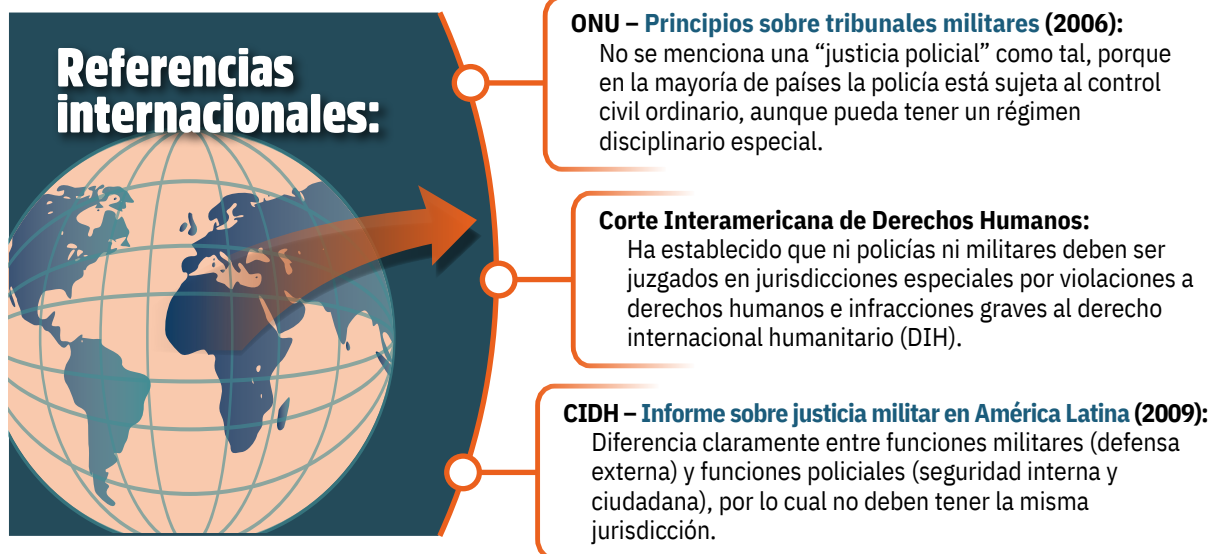 Referencias
internacionales:
ONU – Principios sobre tribunales militares (2006):
No se menciona una “justicia policial” como tal, porque
en la mayoría de países la policía está sujeta al control
civil ordinario, aunque pueda tener un régimen
disciplinario especial.
Corte Interamericana de Derechos Humanos:
Ha establecido que ni policías ni militares deben ser
juzgados en jurisdicciones especiales por violaciones a
derechos humanos e infracciones graves al derecho
internacional humanitario (DIH).
CIDH – Informe sobre justicia militar en América Latina (2009):
Diferencia claramente entre funciones militares (defensa
externa) y funciones policiales (seguridad interna y
ciudadana), por lo cual no deben tener la misma
jurisdicción.